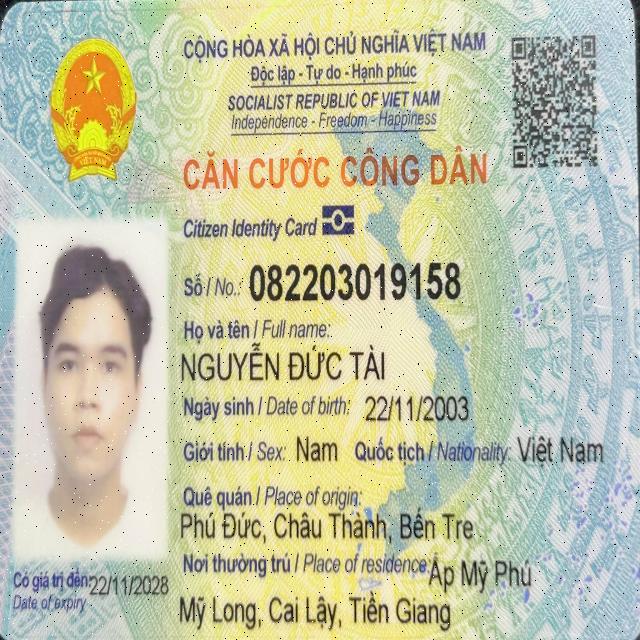 CỘNG HÒA XÃ HỘI CHỦ NGHĨA VIỆT NAM
Độc lập - Tự do - Hạnh phúc
SOCIALIST REPUBLIC OF VIET NAM
Independence - Freedom - Happiness
CĂN CƯỚC CÔNG DÂN
Citizen Identity Card
Số / No.: 082203019158
Họ và tên / Full name:
NGUYỄN ĐỨC TÀI
Ngày sinh / Date of birth: 22/11/2003
Giới tính / Sex: Nam Quốc tịch / Nationality: Việt Nam
Quê quán / Place of origin:
Phú Đức, Châu Thành, Bến Tre
Nơi thường trú / Place of residence: Ấp Mỹ Phú
Mỹ Long, Cai Lậy, Tiền Giang
Có giá trị đến: 22/11/2028
Date of expiry
VIỆT NAM